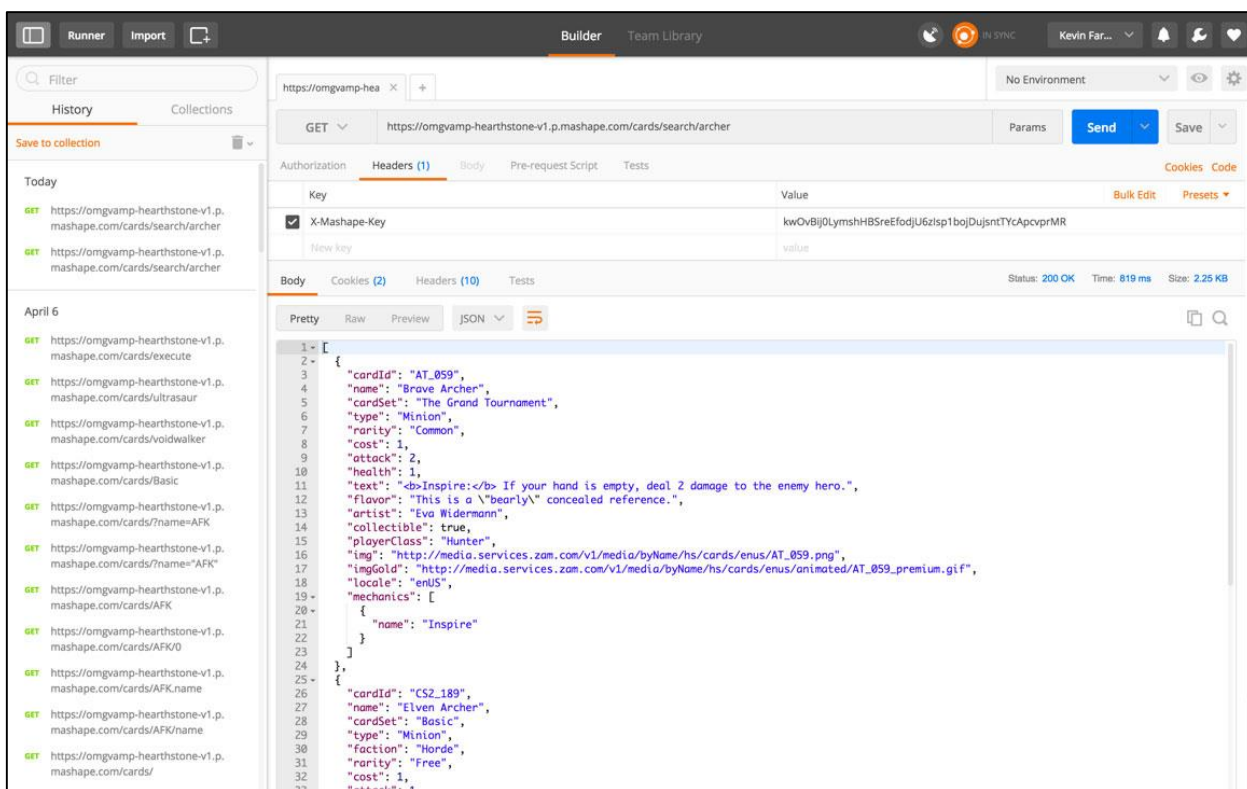 Runner Import Builder Team Library IN SYNC Kevin Far...
Filter
History Collections
Save to collection
Today
GET https://omgvamp-hearthstone-v1.p.
mashape.com/cards/search/archer
GET https://omgvamp-hearthstone-v1.p.
mashape.com/cards/search/archer
April 6
GET https://omgvamp-hearthstone-v1.p.
mashape.com/cards/execute
GET https://omgvamp-hearthstone-v1.p.
mashape.com/cards/ultrasaur
GET https://omgvamp-hearthstone-v1.p.
mashape.com/cards/voidwalker
GET https://omgvamp-hearthstone-v1.p.
mashape.com/cards/Basic
GET https://omgvamp-hearthstone-v1.p.
mashape.com/cards/?name=AFK
GET https://omgvamp-hearthstone-v1.p.
mashape.com/cards/?name="AFK"
GET https://omgvamp-hearthstone-v1.p.
mashape.com/cards/AFK
GET https://omgvamp-hearthstone-v1.p.
mashape.com/cards/AFK/0
GET https://omgvamp-hearthstone-v1.p.
mashape.com/cards/AFK.name
GET https://omgvamp-hearthstone-v1.p.
mashape.com/cards/AFK/name
GET https://omgvamp-hearthstone-v1.p.
mashape.com/cards/
https://omgvamp-hea × + No Environment
GET https://omgvamp-hearthstone-v1.p.mashape.com/cards/search/archer Params Send Save
Authorization Headers (1) Body Pre-request Script Tests Cookies Code
Key Value Bulk Edit Presets
X-Mashape-Key kwOvBij0LymshHBSreEfodjU6zIsp1bojDujsntTYcApcvprMR
New key value
Body Cookies (2) Headers (10) Tests Status: 200 OK Time: 819 ms Size: 2.25 KB
Pretty Raw Preview JSON
1 [
2 {
3 "cardId": "AT_059",
4 "name": "Brave Archer",
5 "cardSet": "The Grand Tournament",
6 "type": "Minion",
7 "rarity": "Common",
8 "cost": 1,
9 "attack": 2,
10 "health": 1,
11 "text": "<b>Inspire:</b> If your hand is empty, deal 2 damage to the enemy hero.",
12 "flavor": "This is a \"bearly\" concealed reference.",
13 "artist": "Eva Widermann",
14 "collectible": true,
15 "playerClass": "Hunter",
16 "img": "http://media.services.zam.com/v1/media/byName/hs/cards/enus/AT_059.png",
17 "imgGold": "http://media.services.zam.com/v1/media/byName/hs/cards/enus/animated/AT_059_premium.gif",
18 "locale": "enUS",
19 "mechanics": [
20 {
21 "name": "Inspire"
22 }
23 ]
24 },
25 {
26 "cardId": "CS2_189",
27 "name": "Elven Archer",
28 "cardSet": "Basic",
29 "type": "Minion",
30 "faction": "Horde",
31 "rarity": "Free",
32 "cost": 1,